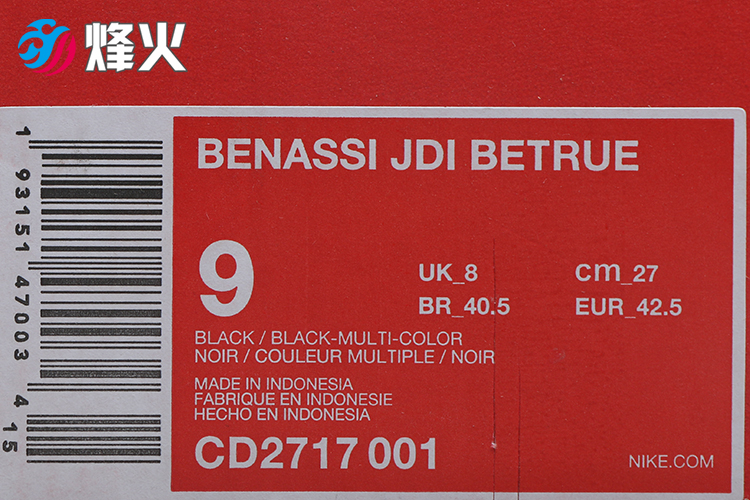 烽火
BENASSI JDI BETRUE
9
UK_8
cm_27
BR_40.5
EUR_42.5
BLACK / BLACK-MULTI-COLOR
NOIR / COULEUR MULTIPLE / NOIR
MADE IN INDONESIA
FABRIQUE EN INDONESIE
HECHO EN INDONESIA
CD2717 001
NIKE.COM
1 93151 47003 4 15